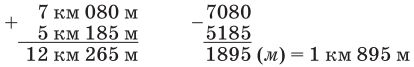 + 7 км 080 м
5 км 185 м
12 км 265 м
−7080
5185
1895 (м) = 1 км 895 м